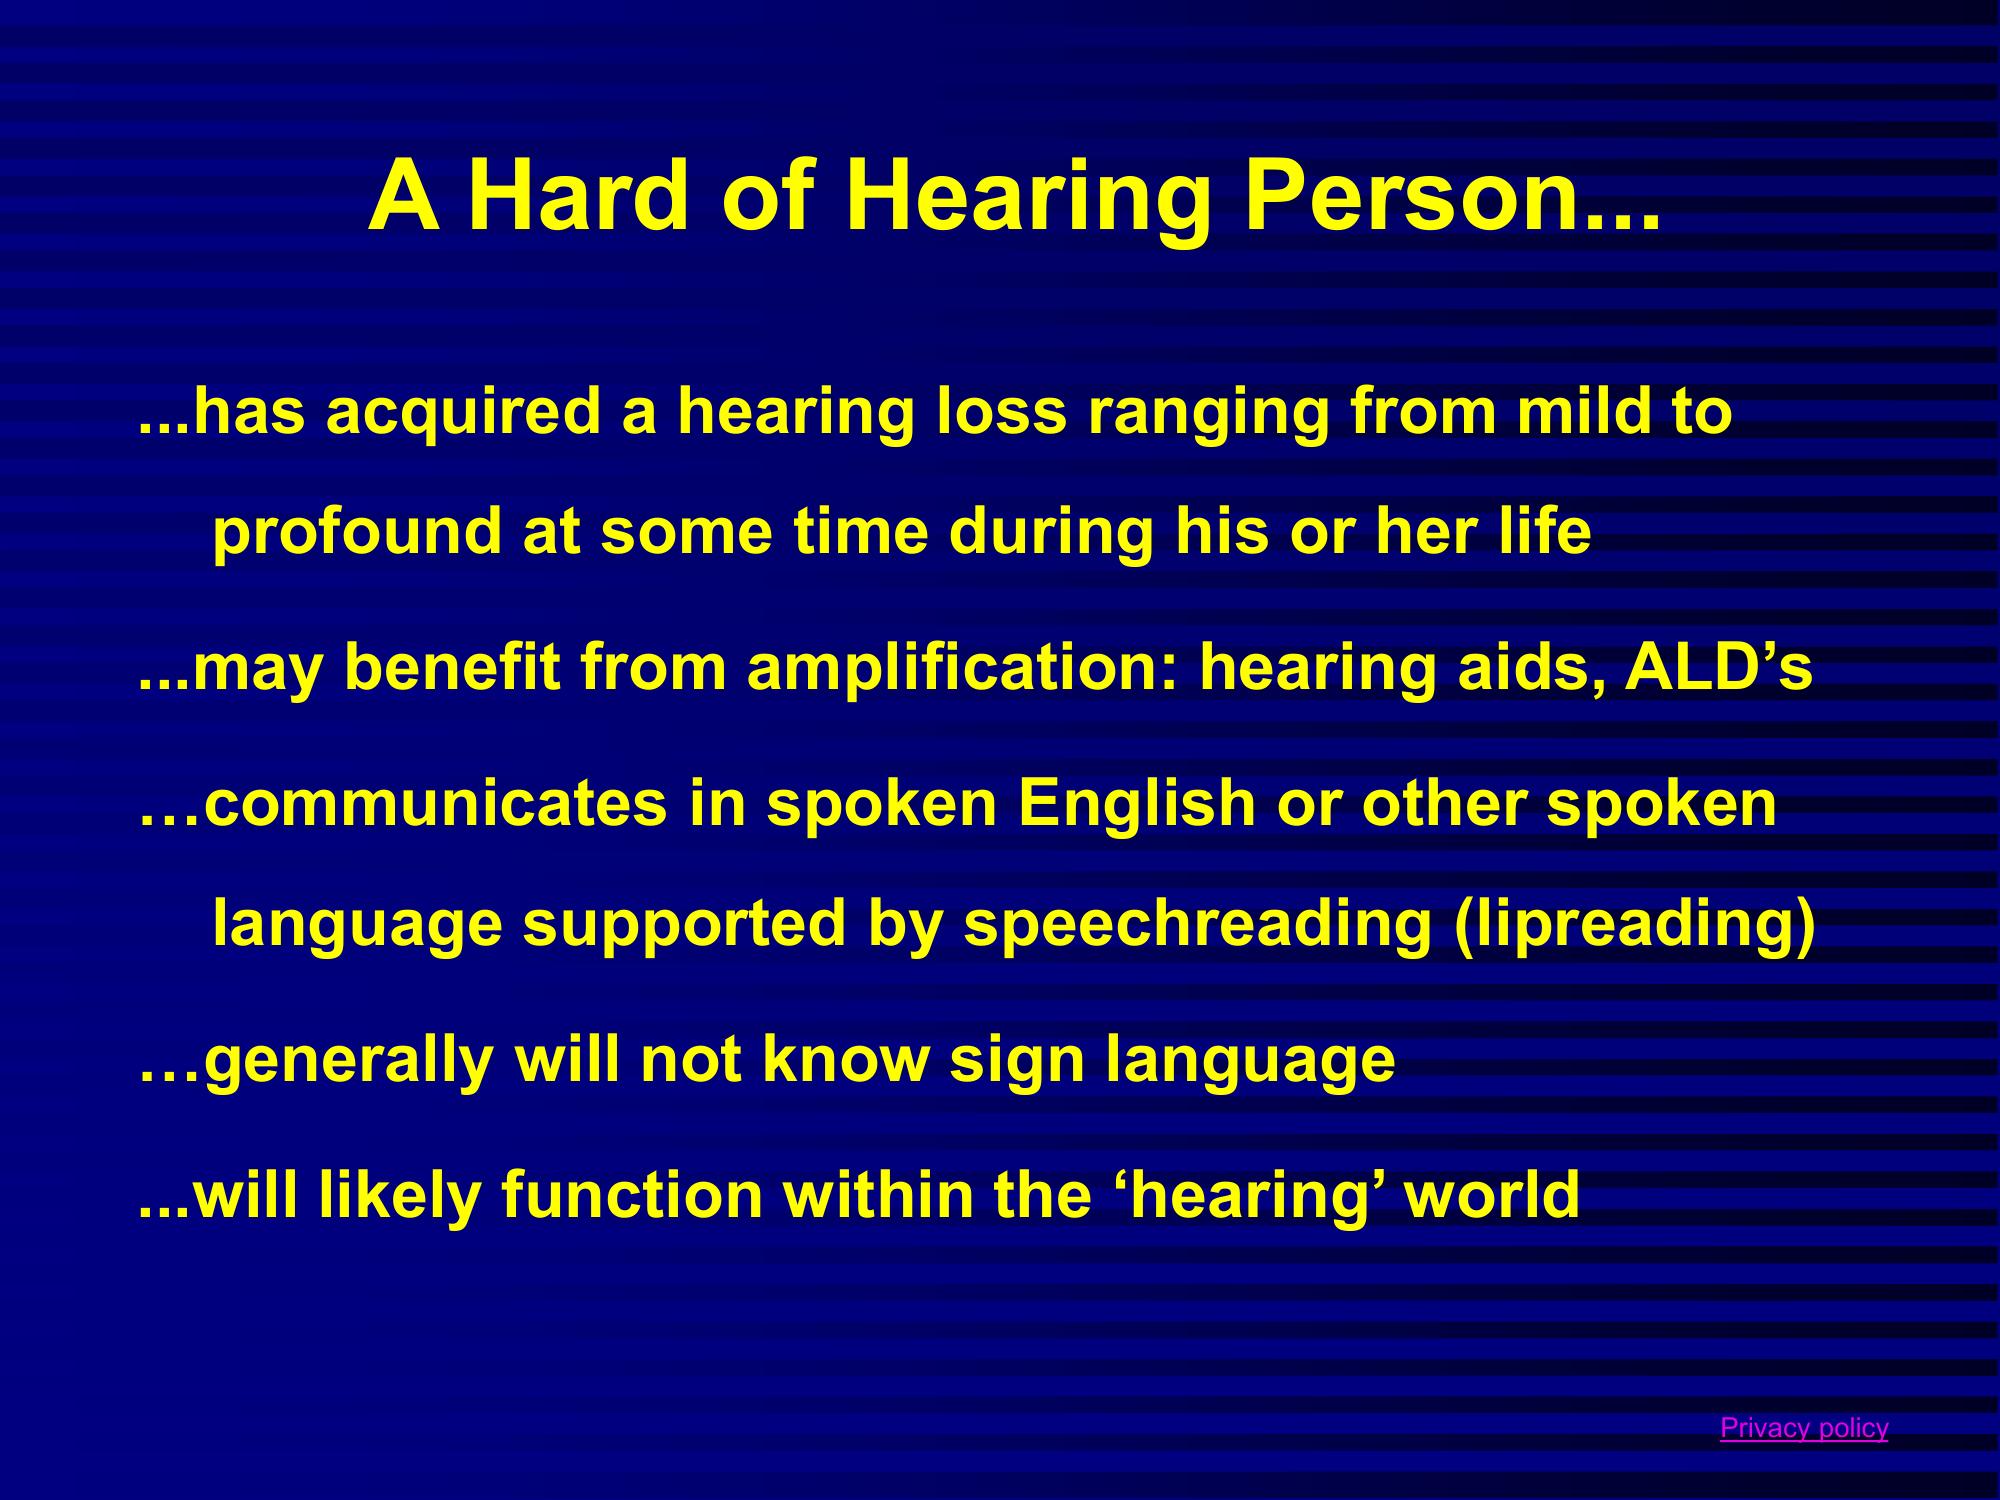 A Hard of Hearing Person...
...has acquired a hearing loss ranging from mild to
profound at some time during his or her life
...may benefit from amplification: hearing aids, ALD’s
…communicates in spoken English or other spoken
language supported by speechreading (lipreading)
…generally will not know sign language
...will likely function within the ‘hearing’ world
Privacy policy